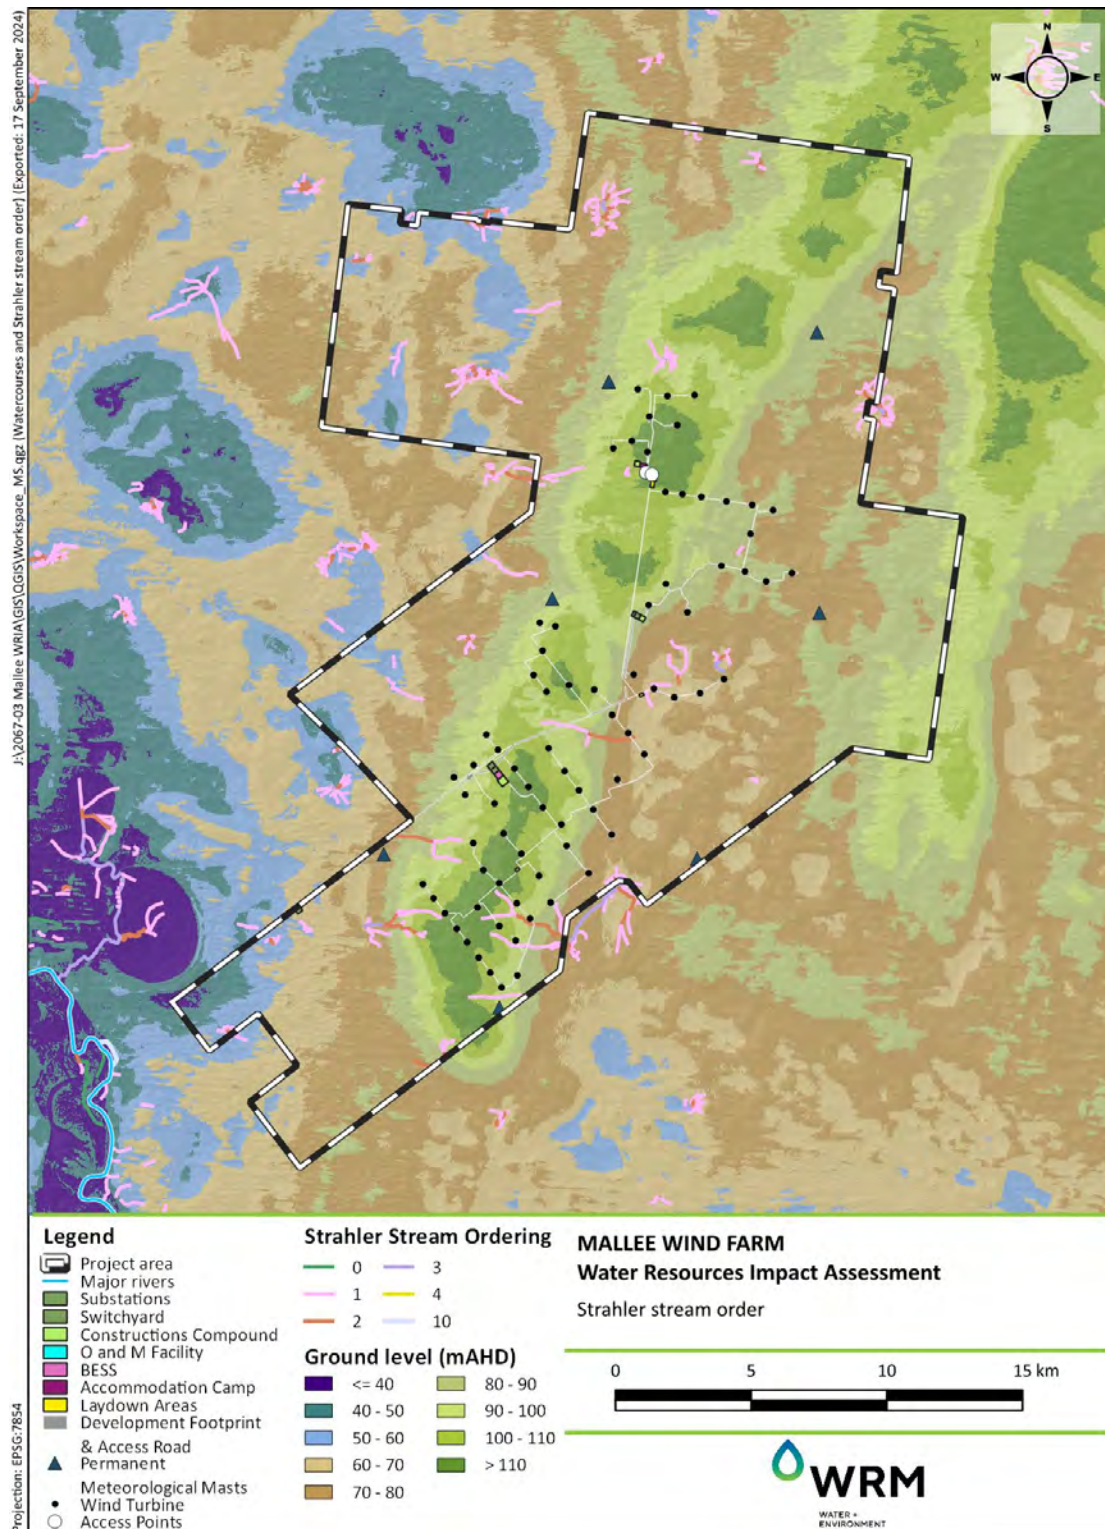 J:\2067-03 Mallee WRIA\GIS\QGIS\Workspace_MS.qgz (Watercourses and Strahler stream order) (Exported: 17 September 2024)
Projection: EPSG:7854
N
W E
S
Legend
Project area
Major rivers
Substations
Switchyard
Constructions Compound
O and M Facility
BESS
Accommodation Camp
Laydown Areas
Development Footprint
& Access Road
Permanent
Meteorological Masts
Wind Turbine
Access Points
Strahler Stream Ordering
0 3
1 4
2 10
Ground level (mAHD)
<= 40 80 - 90
40 - 50 90 - 100
50 - 60 100 - 110
60 - 70 > 110
70 - 80
MALLEE WIND FARM
Water Resources Impact Assessment
Strahler stream order
0 5 10 15 km
WRM
WATER +
ENVIRONMENT